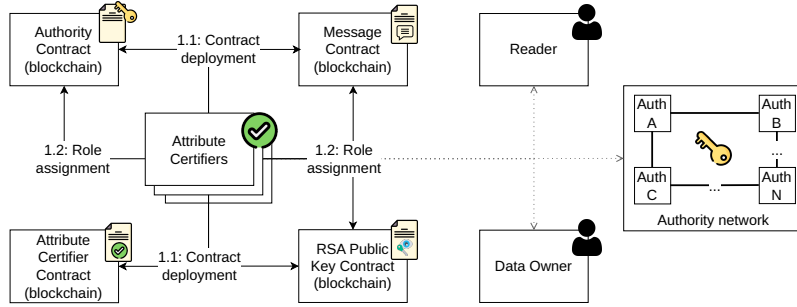 Authority
Contract
(blockchain)
1.1: Contract
deployment
Message
Contract
(blockchain)
Reader
1.2: Role
assignment
Attribute
Certifiers
1.2: Role
assignment
Auth
A
Auth
B
...
Auth
C
...
Auth
N
Authority network
Attribute
Certifier
Contract
(blockchain)
1.1: Contract
deployment
RSA Public
Key Contract
(blockchain)
Data Owner